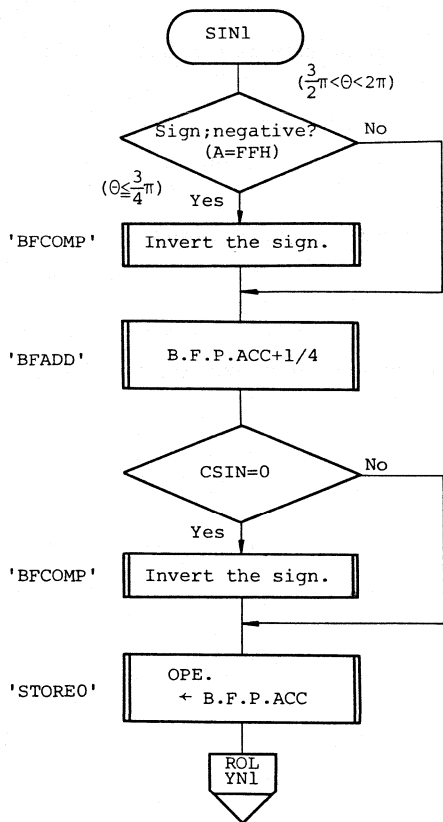 SIN1
(3/2π<Θ<2π)
Sign;negative?
(A=FFH)
No
(Θ≦3/4π)
Yes
'BFCOMP'
Invert the sign.
'BFADD'
B.F.P.ACC+1/4
CSIN=0
No
Yes
'BFCOMP'
Invert the sign.
'STORE0'
OPE.
← B.F.P.ACC
ROL
YN1